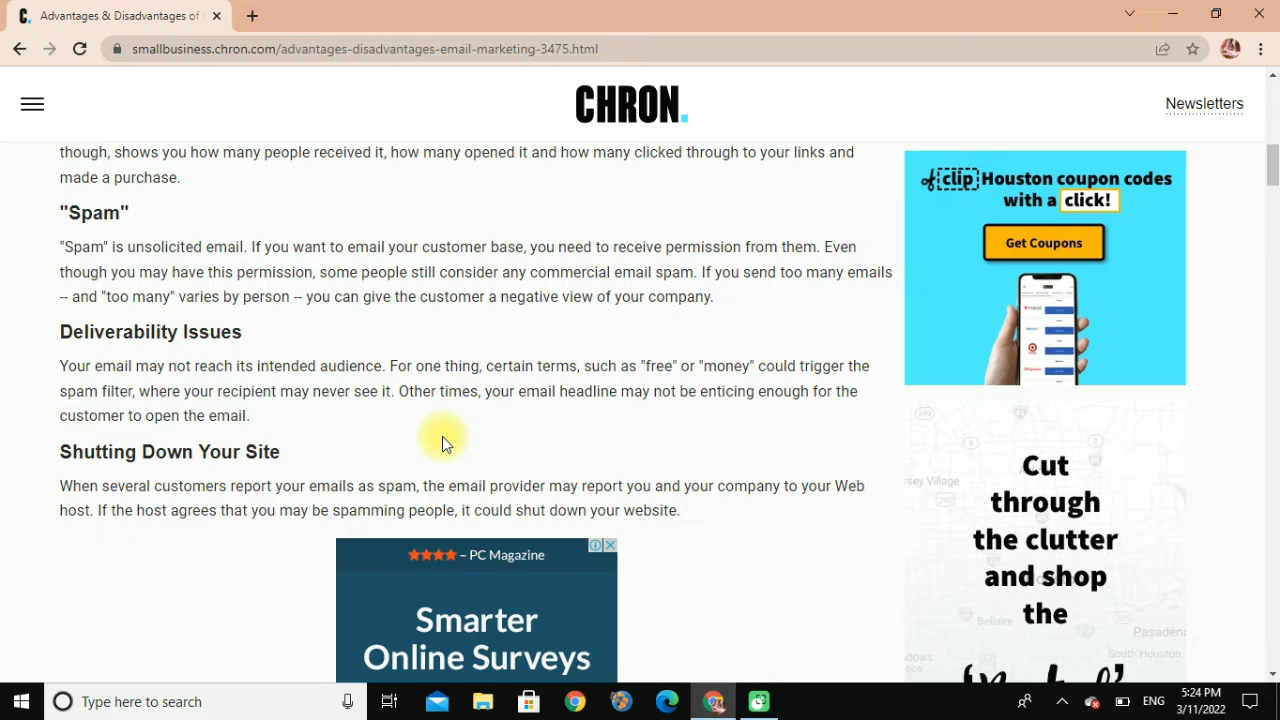 Advantages & Disadvantages of
smallbusiness.chron.com/advantages-disadvantages-email-marketing-3475.html
CHRON.
Newsletters
though, shows you how many people received it, how many opened it and how many clicked through to your links and
made a purchase.
"Spam"
"Spam" is unsolicited email. If you want to email your customer base, you need to receive permission from them. Even
though you may have this permission, some people still consider any commercial email spam. If you send too many emails
-- and "too many" varies by person -- you can give the customer a negative view of your company.
Deliverability Issues
Your email may not reach its intended audience. For one thing, certain terms, such as "free" or "money" could trigger the
spam filter, where your recipient may never see it. Other times, your email headline may not be enticing enough for the
customer to open the email.
Shutting Down Your Site
When several customers report your emails as spam, the email provider may report you and your company to your Web
host. If the host agrees that you may be spamming people, it could shut down your website.
– PC Magazine
Smarter
Online Surveys
clip Houston coupon codes
with a click!
Get Coupons
Cut
through
the clutter
and shop
the
rsey Village
Bellaire
Pasadena
South Houston
Type here to search
ENG
5:24 PM
3/11/2022